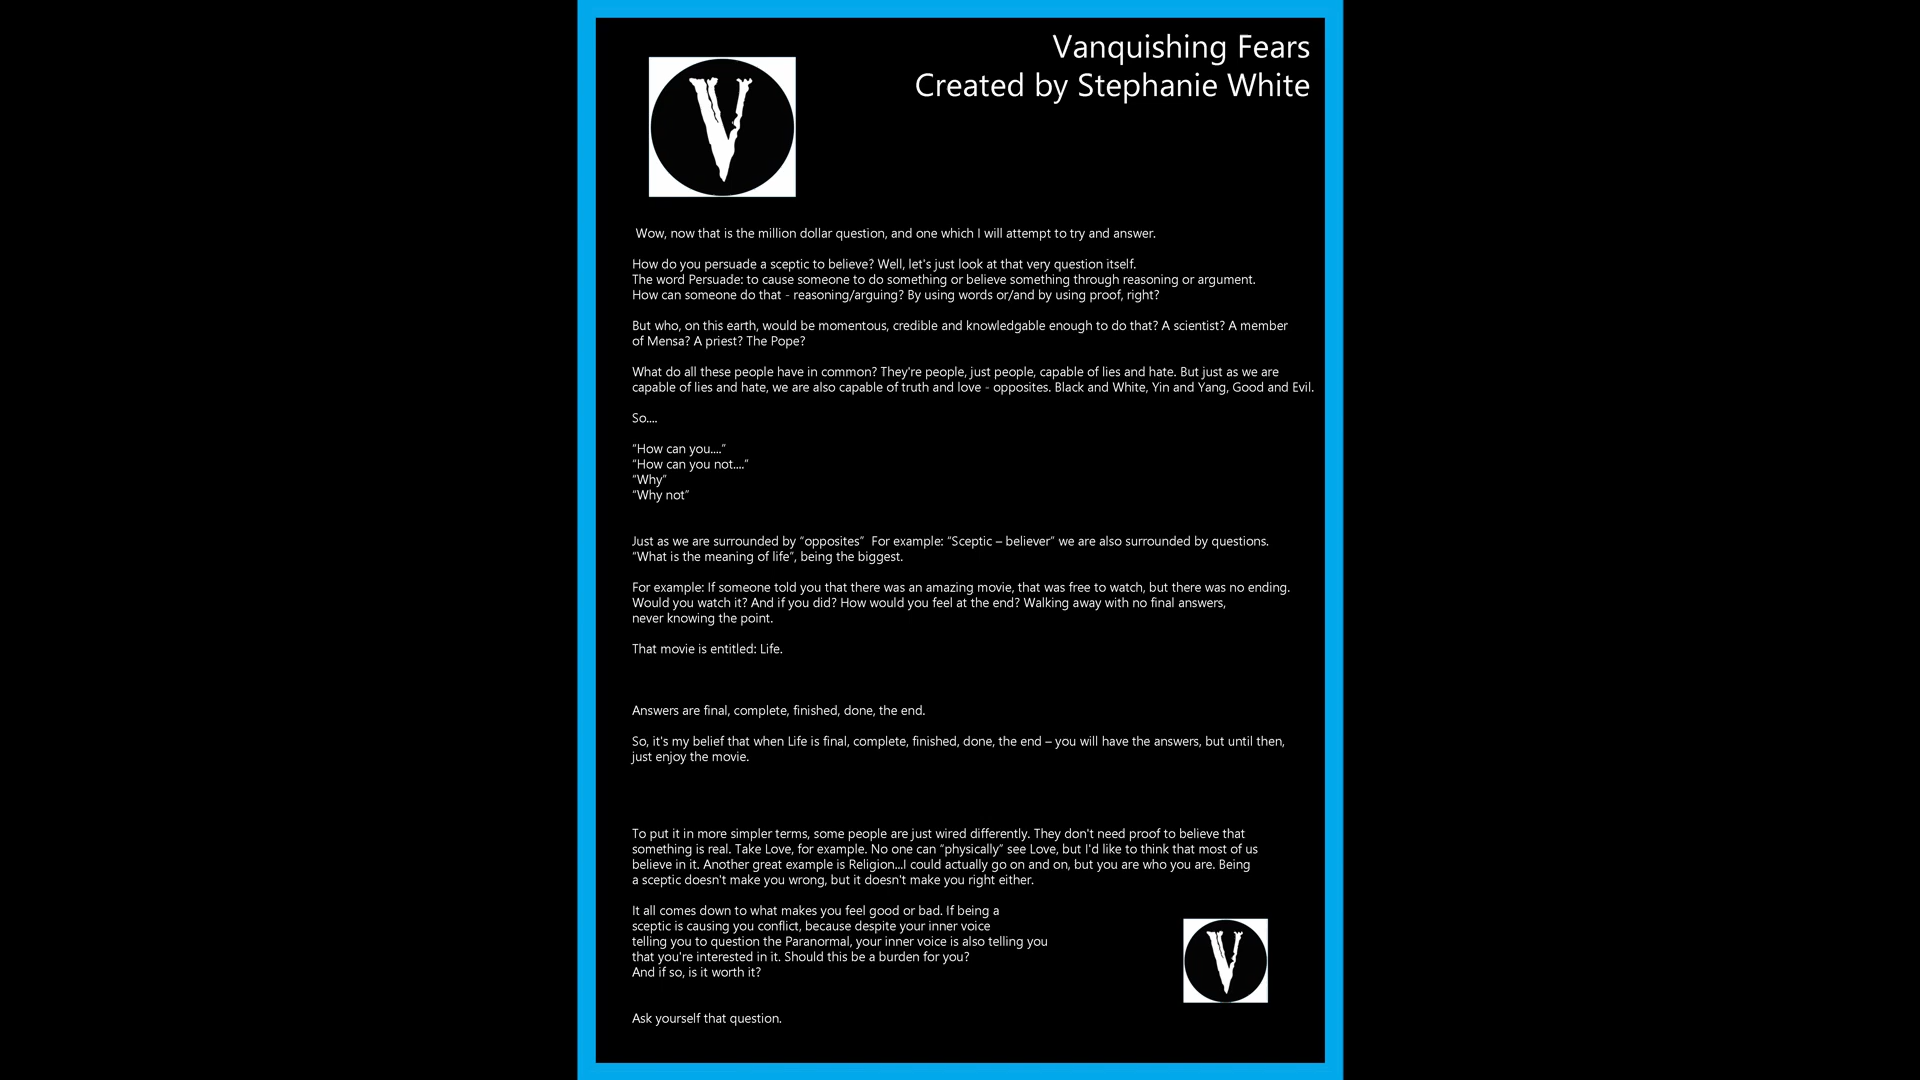 Vanquishing Fears
Created by Stephanie White
V
Wow, now that is the million dollar question, and one which I will attempt to try and answer.
How do you persuade a sceptic to believe? Well, let's just look at that very question itself.
The word Persuade: to cause someone to do something or believe something through reasoning or argument.
How can someone do that - reasoning/arguing? By using words or/and by using proof, right?
But who, on this earth, would be momentous, credible and knowledgable enough to do that? A scientist? A member
of Mensa? A priest? The Pope?
What do all these people have in common? They're people, just people, capable of lies and hate. But just as we are
capable of lies and hate, we are also capable of truth and love - opposites. Black and White, Yin and Yang, Good and Evil.
So....
“How can you....”
“How can you not....”
“Why”
“Why not”
Just as we are surrounded by “opposites”  For example: “Sceptic – believer” we are also surrounded by questions.
“What is the meaning of life”, being the biggest.
For example: If someone told you that there was an amazing movie, that was free to watch, but there was no ending.
Would you watch it? And if you did? How would you feel at the end? Walking away with no final answers,
never knowing the point.
That movie is entitled: Life.
Answers are final, complete, finished, done, the end.
So, it's my belief that when Life is final, complete, finished, done, the end – you will have the answers, but until then,
just enjoy the movie.
To put it in more simpler terms, some people are just wired differently. They don't need proof to believe that
something is real. Take Love, for example. No one can “physically” see Love, but I'd like to think that most of us
believe in it. Another great example is Religion...I could actually go on and on, but you are who you are. Being
a sceptic doesn't make you wrong, but it doesn't make you right either.
It all comes down to what makes you feel good or bad. If being a
sceptic is causing you conflict, because despite your inner voice
telling you to question the Paranormal, your inner voice is also telling you
that you're interested in it. Should this be a burden for you?
And if so, is it worth it?
V
Ask yourself that question.